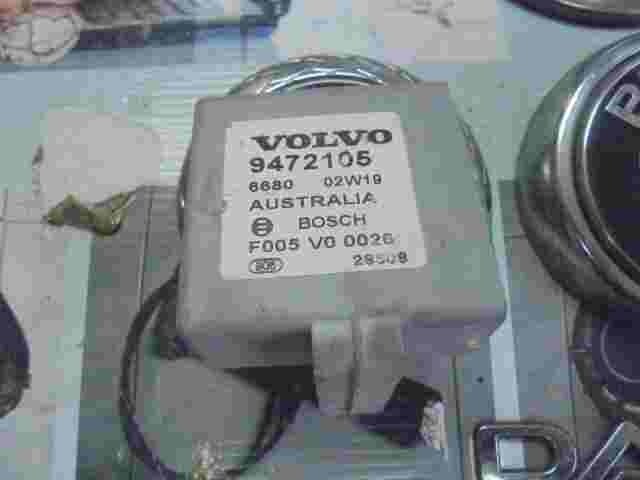 VOLVO
9472105
6680 02W19
AUSTRALIA
BOSCH
F005 V0 0026
28509